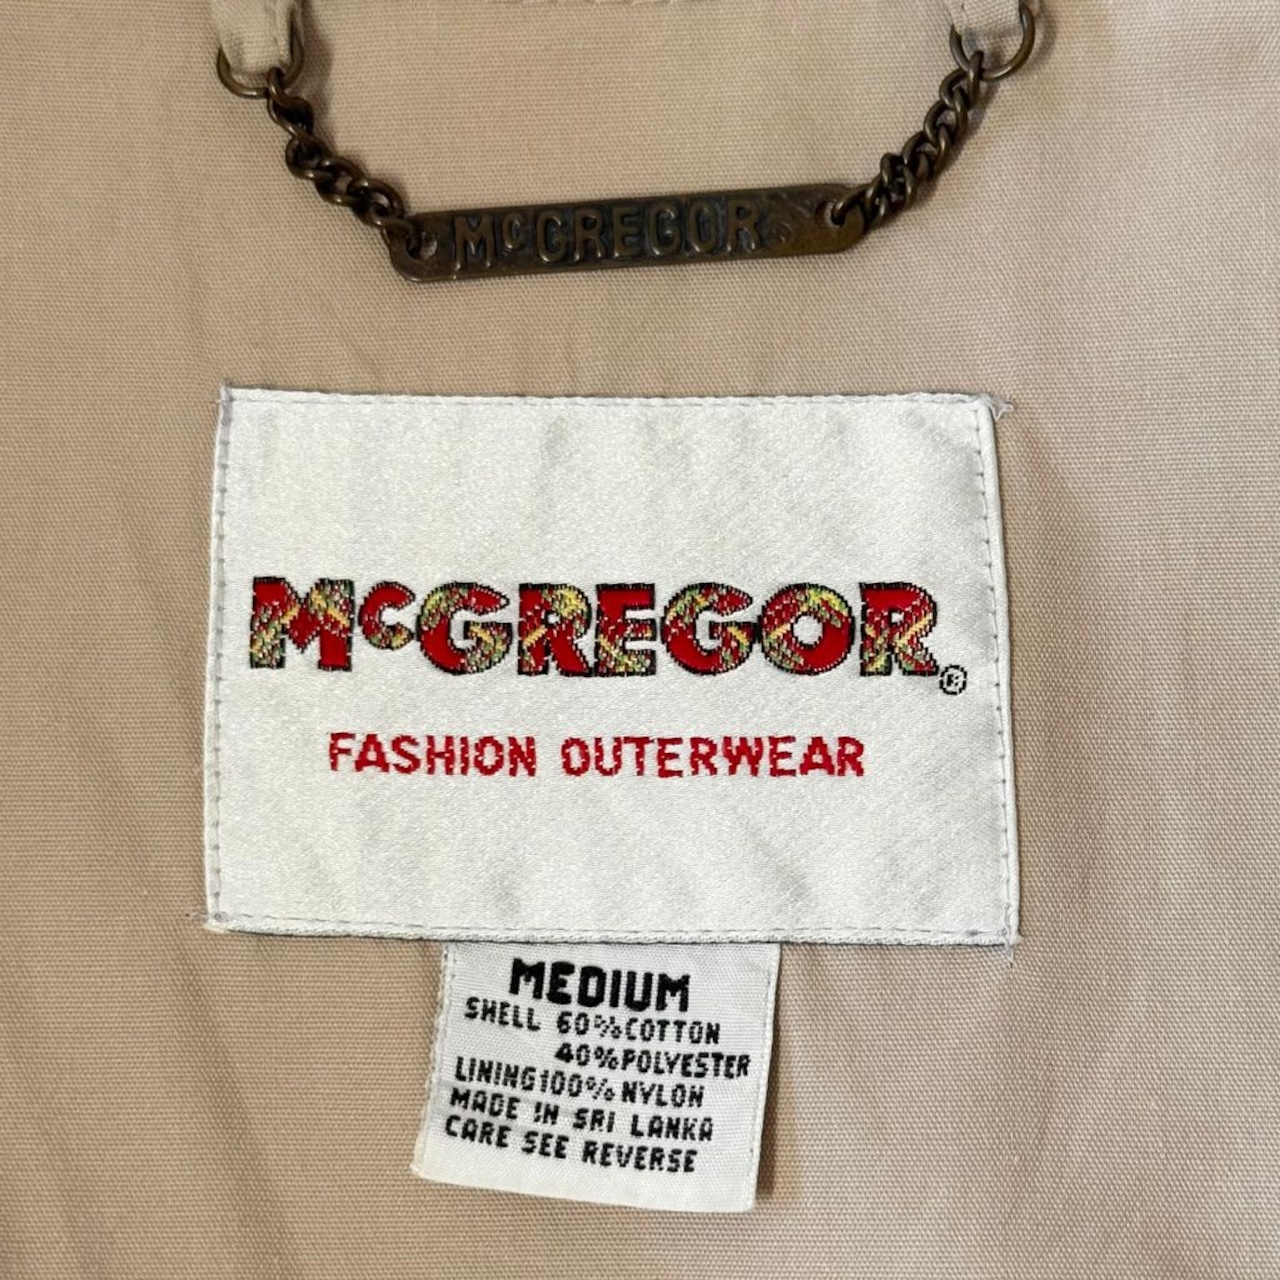 McGREGOR
McGREGOR®
FASHION OUTERWEAR
MEDIUM
SHELL 60%COTTON
40%POLYESTER
LINING100%NYLON
MADE IN SRI LANKA
CARE SEE REVERSE